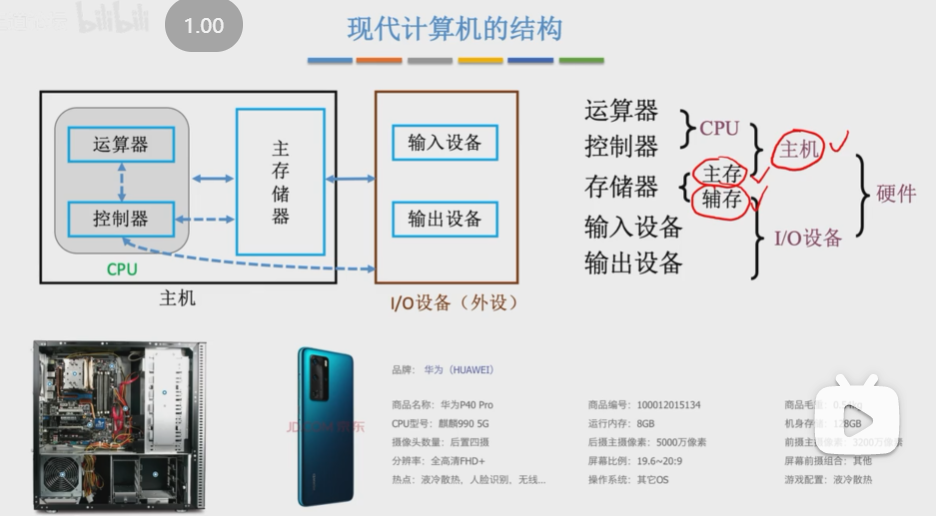 bilibili
1.00
现代计算机的结构
运算器
控制器
CPU
主存储器
主机
输入设备
输出设备
I/O设备（外设）
运算器
控制器
存储器
输入设备
输出设备
CPU
主存
辅存
主机
I/O设备
硬件
品牌： 华为（HUAWEI）
商品名称：华为P40 Pro
商品编号：100012015134
商品毛
CPU型号：麒麟990 5G
运行内存：8GB
机身存 128GB
摄像头数量：后置四摄
后摄主摄像素：5000万像素
前摄主 3200万像素
分辨率：全高清FHD+
屏幕比例：19.6~20:9
屏幕前摄组合：其他
热点：液冷散热，人脸识别，无线...
操作系统：其它OS
游戏配置：液冷散热
京东